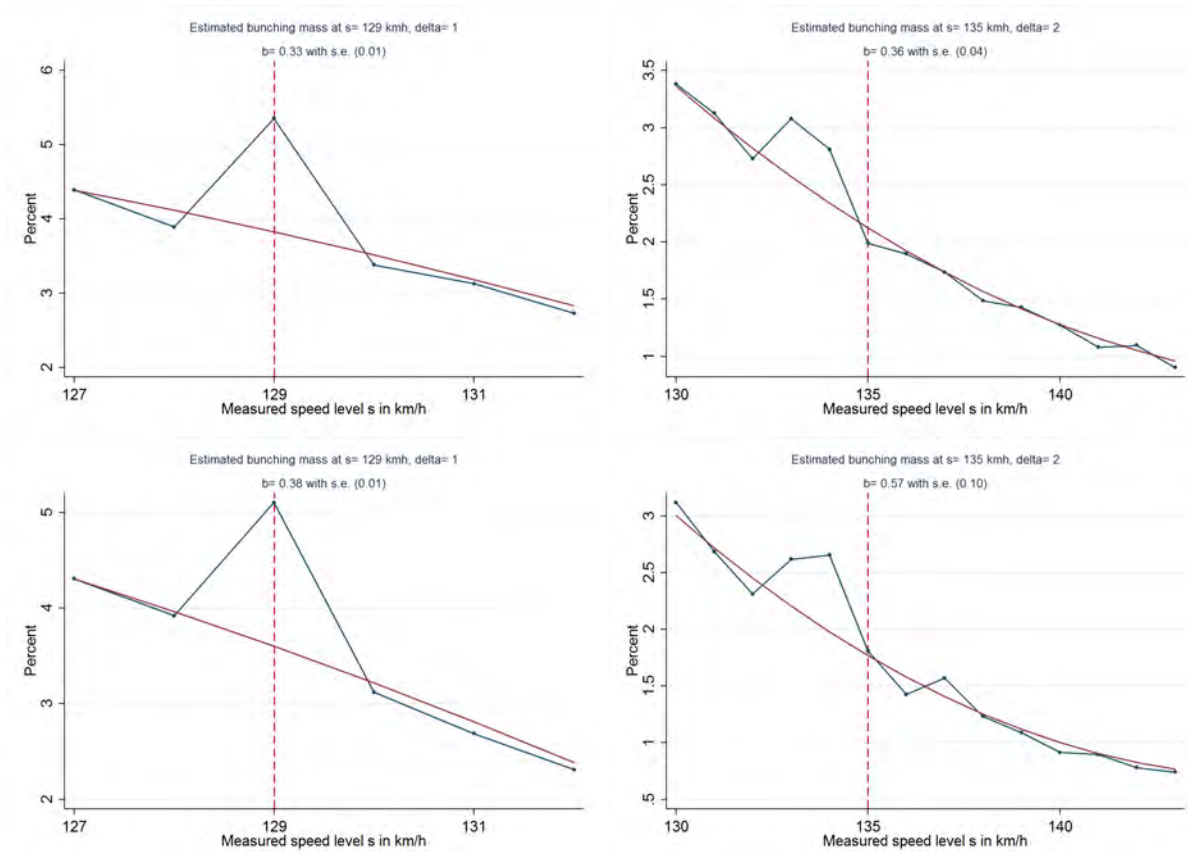 Estimated bunching mass at s= 129 kmh, delta= 1
b= 0.33 with s.e. (0.01)
6
5
4
3
2
Percent
127
129
131
Measured speed level s in km/h
Estimated bunching mass at s= 135 kmh, delta= 2
b= 0.36 with s.e. (0.04)
3.5
3
2.5
2
1.5
1
Percent
130
135
140
Measured speed level s in km/h
Estimated bunching mass at s= 129 kmh, delta= 1
b= 0.38 with s.e. (0.01)
5
4
3
2
Percent
127
129
131
Measured speed level s in km/h
Estimated bunching mass at s= 135 kmh, delta= 2
b= 0.57 with s.e. (0.10)
3
2.5
2
1.5
1
.5
Percent
130
135
140
Measured speed level s in km/h